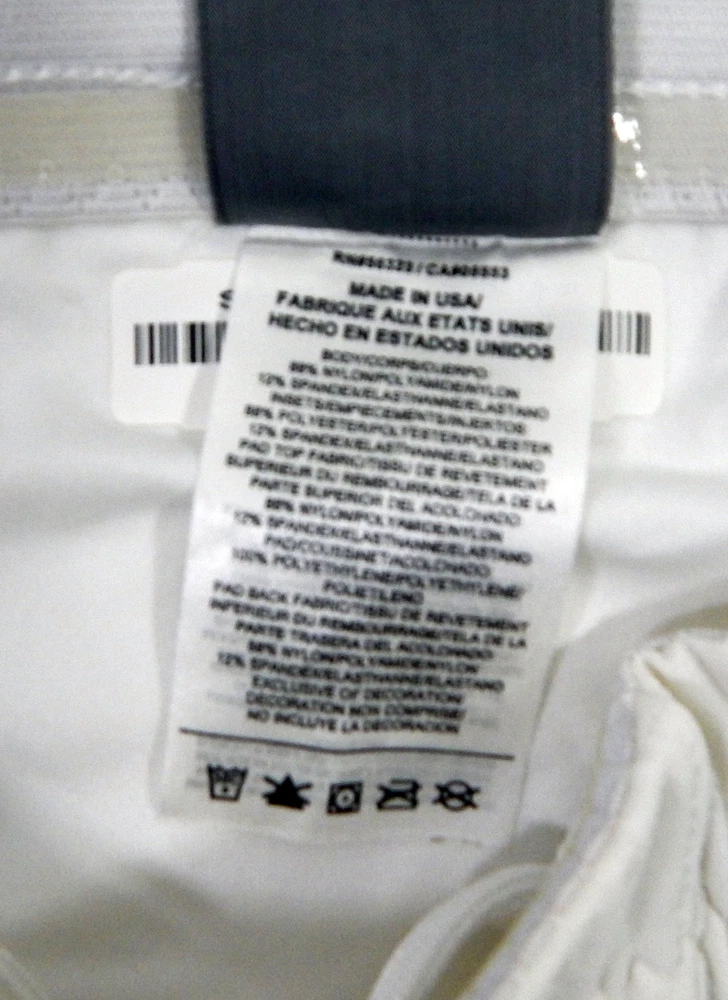 MADE IN USA/
FABRIQUE AUX ETATS UNIS/
HECHO EN ESTADOS UNIDOS
BODY/CORPS/CUERPO
88% NYLON/POLYAMIDE/NYLON
12% SPANDEX/ELASTHANNE/ELASTANO
INSETS/EMPIECEMENTS/INJERTOS
88% POLYESTER/POLYESTER/POLIESTER
12% SPANDEX/ELASTHANNE/ELASTANO
PAD TOP FABRIC/TISSU DE REVETEMENT
SUPERIEUR DU REMBOURRAGE/TELA DE LA
PARTE SUPERIOR DEL ACOLCHADO
88% NYLON/POLYAMIDE/NYLON
12% SPANDEX/ELASTHANNE/ELASTANO
PAD/COUSSINET/ACOLCHADO
100% POLYETHYLENE/POLYETHYLENE/
POLIETILENO
PAD BACK FABRIC/TISSU DE REVETEMENT
INFERIEUR DU REMBOURRAGE/TELA DE LA
PARTE TRASERA DEL ACOLCHADO
88% NYLON/POLYAMIDE/NYLON
12% SPANDEX/ELASTHANNE/ELASTANO
EXCLUSIVE OF DECORATION/
DECORATION NON COMPRISE/
NO INCLUYE LA DECORACION